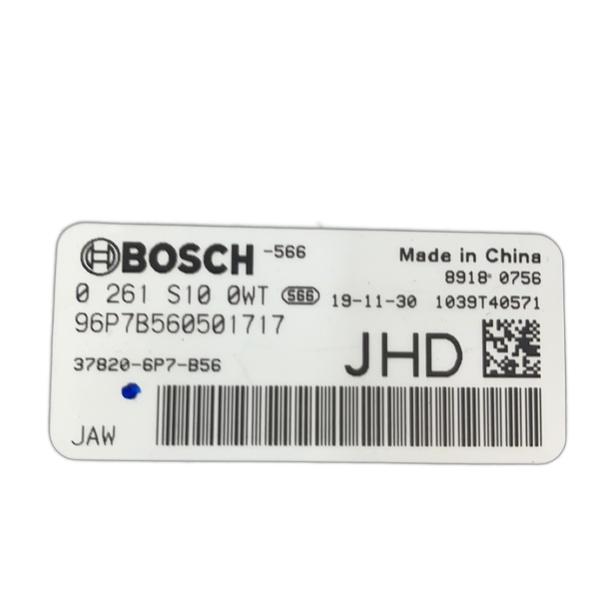 BOSCH -566
Made in China
8918 0756
0 261 S10 0WT S66 19-11-30 1039T40571
96P7B560501717
JHD
37820-6P7-B56
JAW